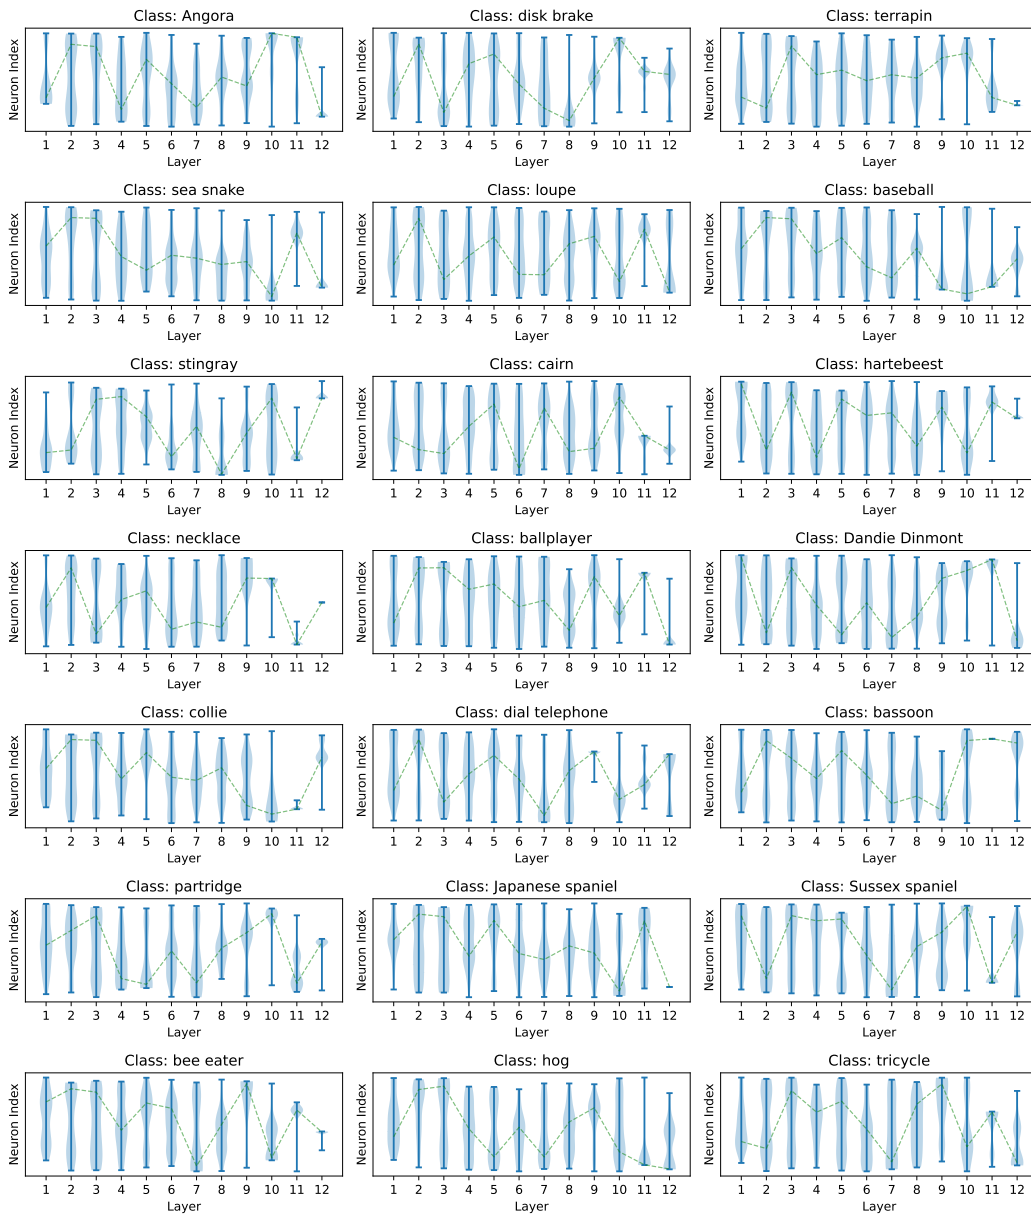 Class: Angora
Class: disk brake
Class: terrapin
Neuron Index
Neuron Index
Neuron Index
1 2 3 4 5 6 7 8 9 10 11 12
1 2 3 4 5 6 7 8 9 10 11 12
1 2 3 4 5 6 7 8 9 10 11 12
Layer
Layer
Layer
Class: sea snake
Class: loupe
Class: baseball
Neuron Index
Neuron Index
Neuron Index
1 2 3 4 5 6 7 8 9 10 11 12
1 2 3 4 5 6 7 8 9 10 11 12
1 2 3 4 5 6 7 8 9 10 11 12
Layer
Layer
Layer
Class: stingray
Class: cairn
Class: hartebeest
Neuron Index
Neuron Index
Neuron Index
1 2 3 4 5 6 7 8 9 10 11 12
1 2 3 4 5 6 7 8 9 10 11 12
1 2 3 4 5 6 7 8 9 10 11 12
Layer
Layer
Layer
Class: necklace
Class: ballplayer
Class: Dandie Dinmont
Neuron Index
Neuron Index
Neuron Index
1 2 3 4 5 6 7 8 9 10 11 12
1 2 3 4 5 6 7 8 9 10 11 12
1 2 3 4 5 6 7 8 9 10 11 12
Layer
Layer
Layer
Class: collie
Class: dial telephone
Class: bassoon
Neuron Index
Neuron Index
Neuron Index
1 2 3 4 5 6 7 8 9 10 11 12
1 2 3 4 5 6 7 8 9 10 11 12
1 2 3 4 5 6 7 8 9 10 11 12
Layer
Layer
Layer
Class: partridge
Class: Japanese spaniel
Class: Sussex spaniel
Neuron Index
Neuron Index
Neuron Index
1 2 3 4 5 6 7 8 9 10 11 12
1 2 3 4 5 6 7 8 9 10 11 12
1 2 3 4 5 6 7 8 9 10 11 12
Layer
Layer
Layer
Class: bee eater
Class: hog
Class: tricycle
Neuron Index
Neuron Index
Neuron Index
1 2 3 4 5 6 7 8 9 10 11 12
1 2 3 4 5 6 7 8 9 10 11 12
1 2 3 4 5 6 7 8 9 10 11 12
Layer
Layer
Layer